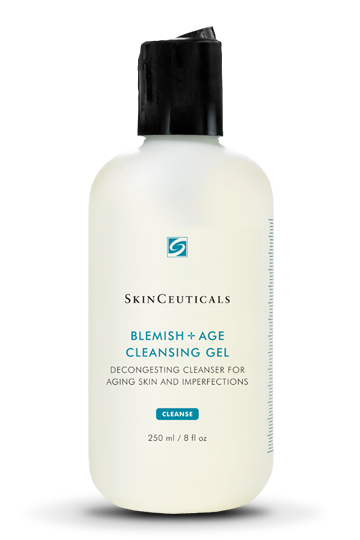 SKINCEUTICALS
BLEMISH + AGE
CLEANSING GEL
DECONGESTING CLEANSER FOR
AGING SKIN AND IMPERFECTIONS
CLEANSE
250 ml / 8 fl oz